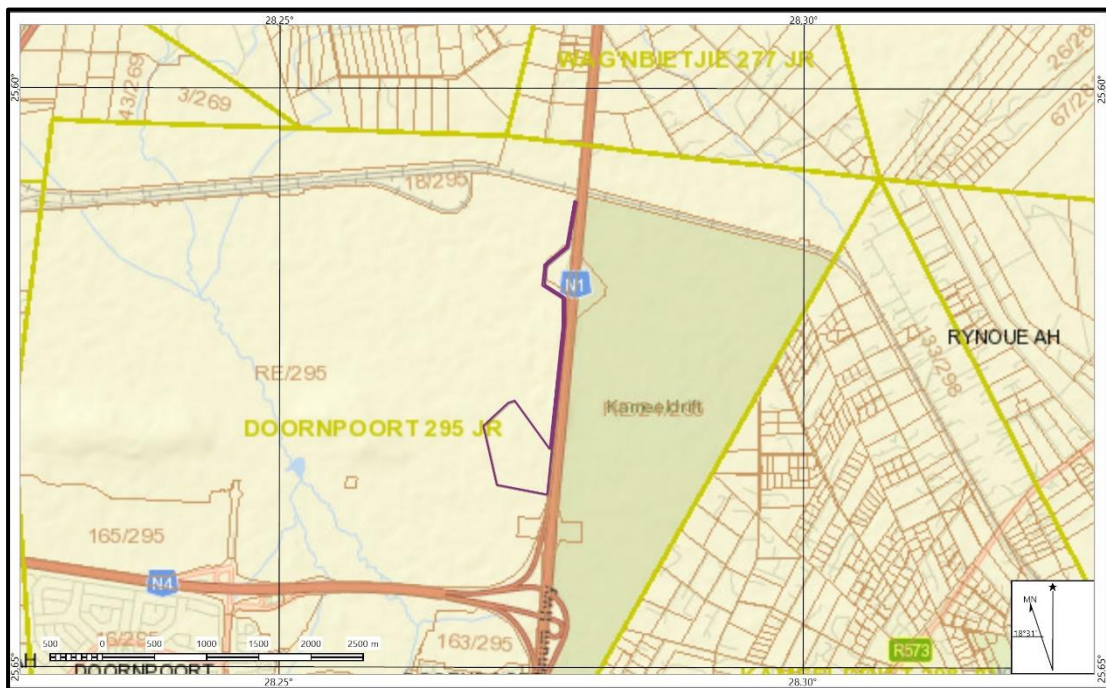 28.25°
28.30°
WAG'NBIETJIE 277 JR
26/28
43/269
3/269
25.60°
25.60°
18/295
N1
RYNOUE AH
33/298
RE/295
Kameeldrift
DOORNPOORT 295 JR
165/295
N4
MN
18°31'
500 0 500 1000 1500 2000 2500 m
163/295
R573
DOORNPOORT
25.65°
25.65°
28.25°
28.30°